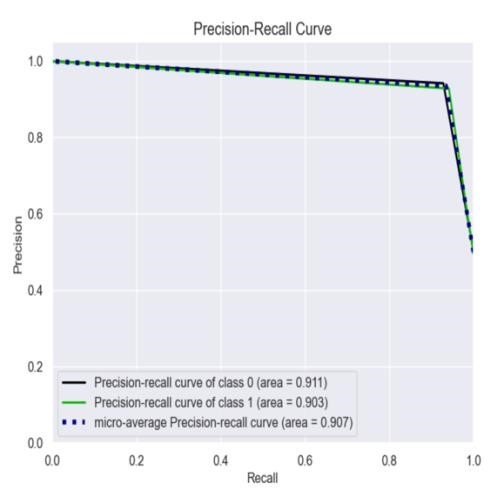 Precision-Recall Curve
1.0
0.8
0.6
0.4
0.2
0.0
Precision
Precision-recall curve of class 0 (area = 0.911)
Precision-recall curve of class 1 (area = 0.903)
micro-average Precision-recall curve (area = 0.907)
0.0 0.2 0.4 0.6 0.8 1.0
Recall